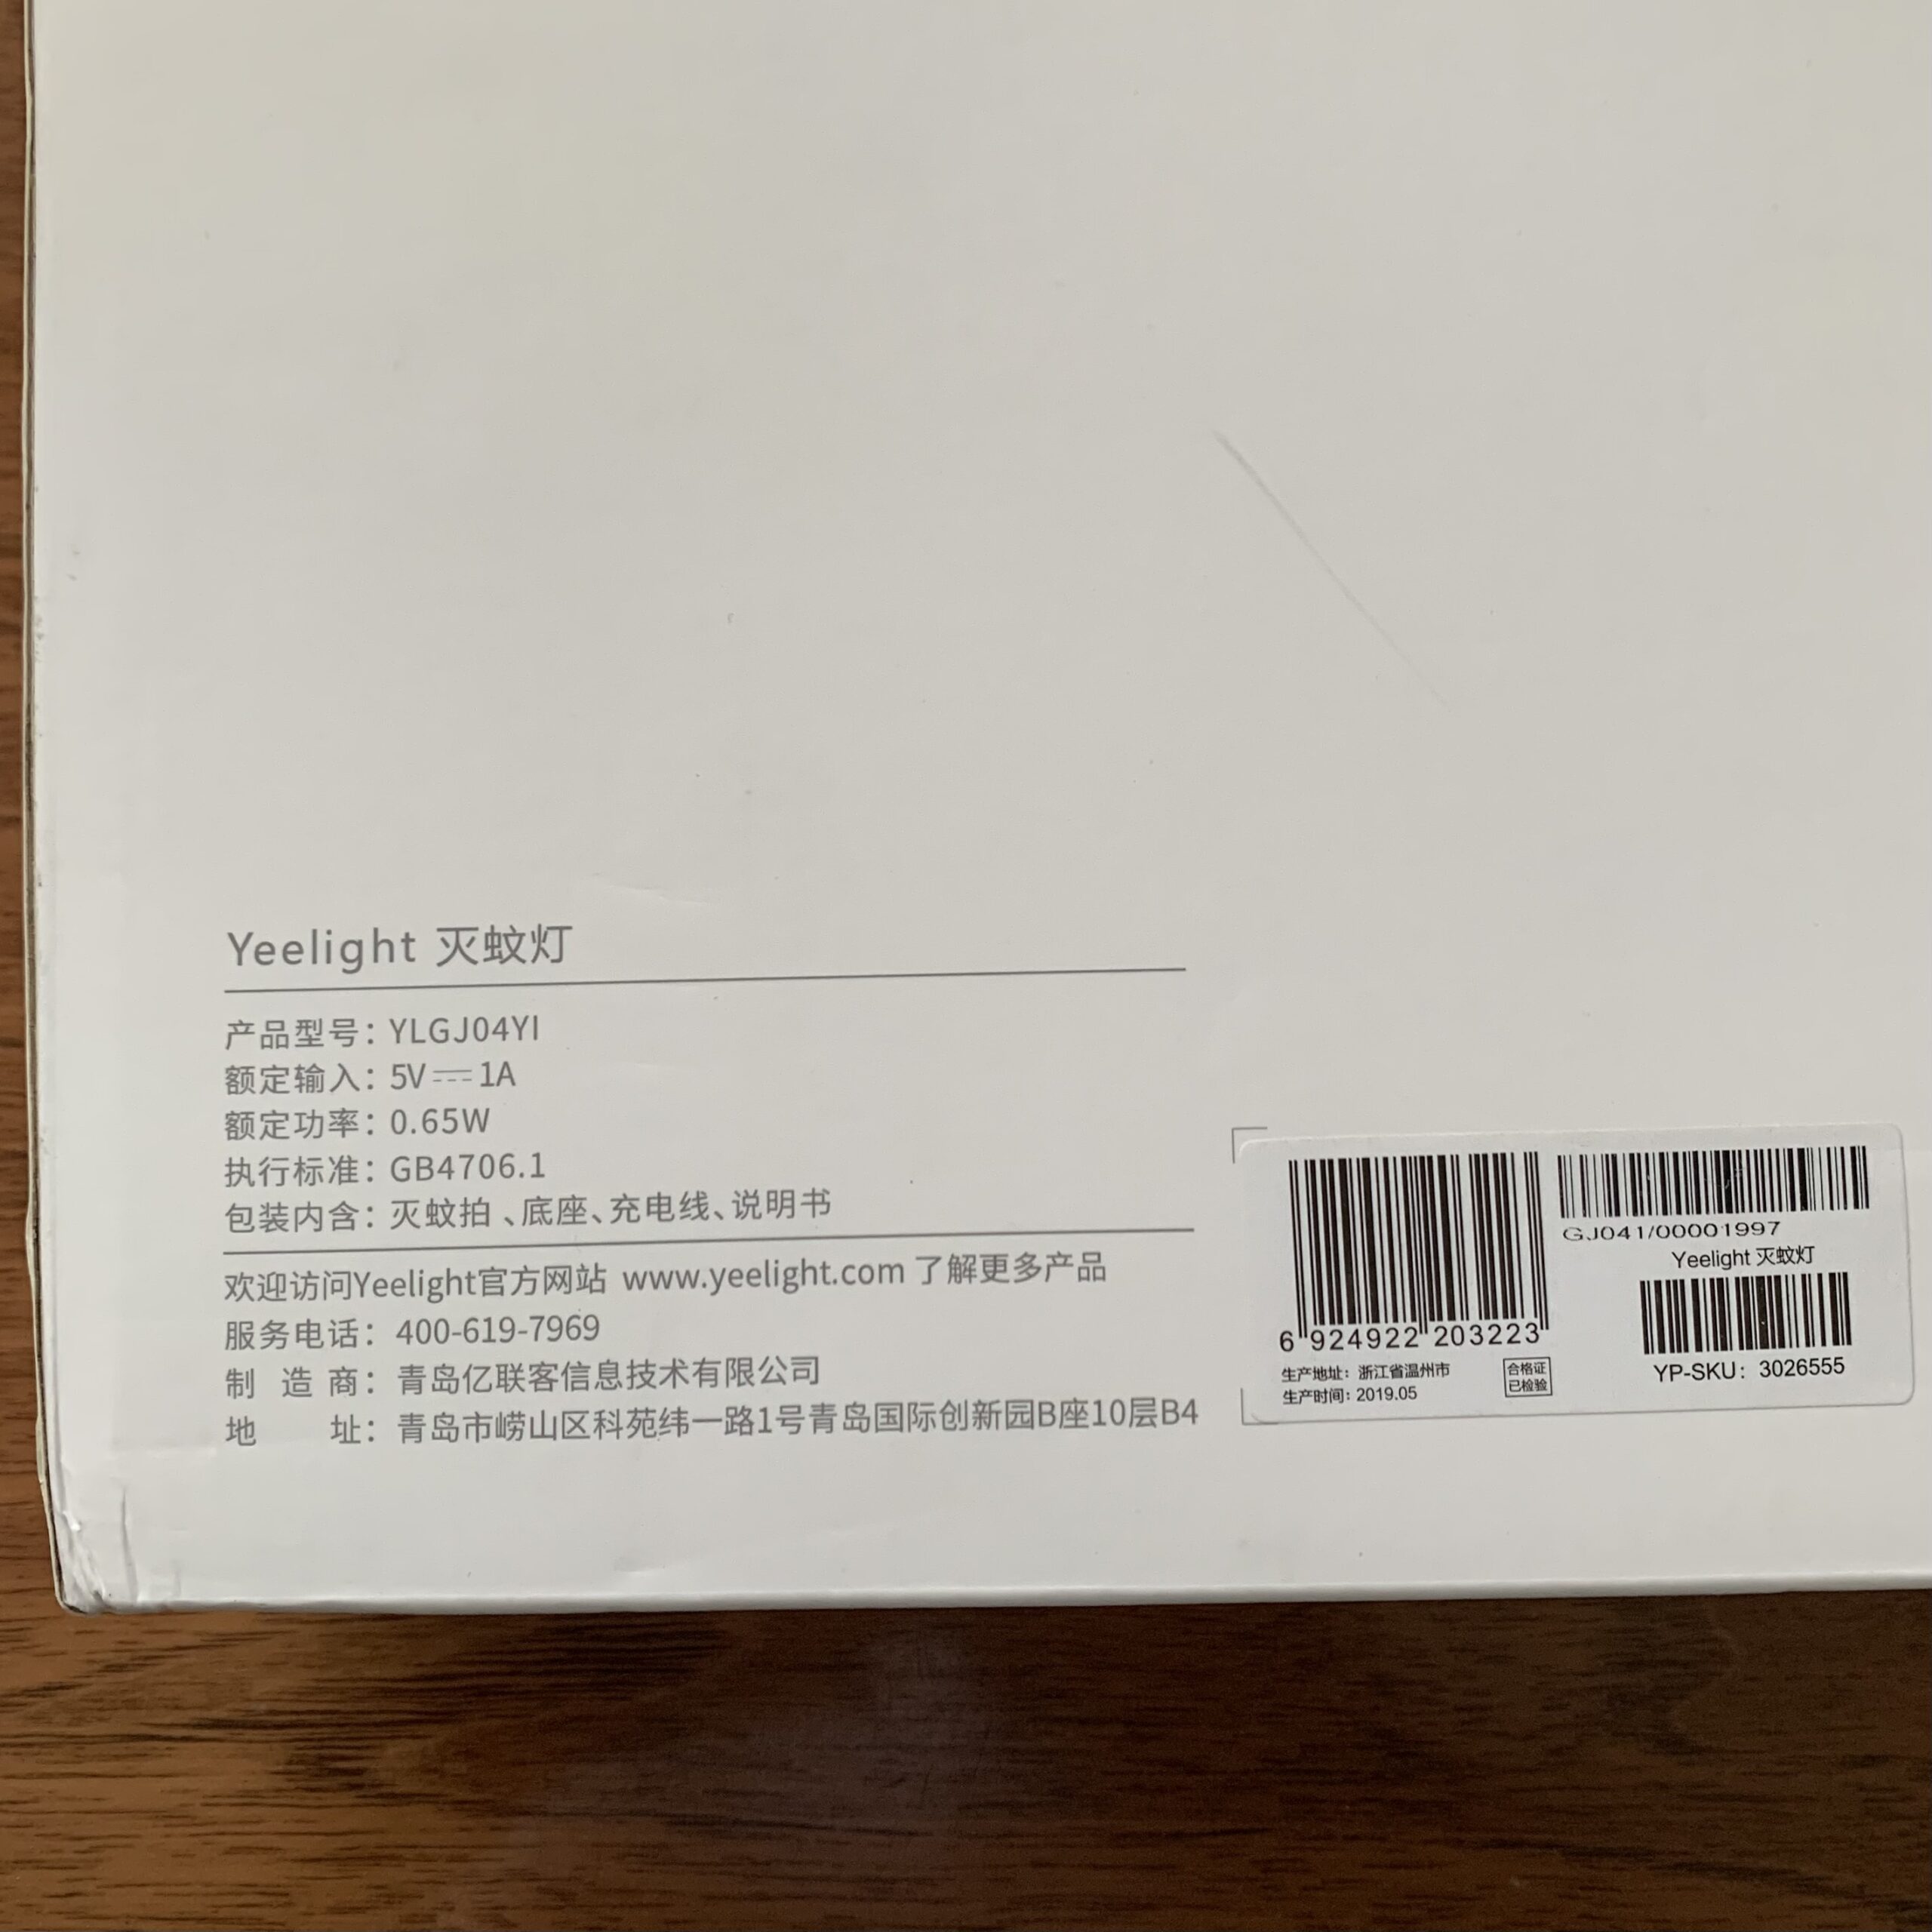 Yeelight 灭蚊灯
产品型号：YLGJ04YI
额定输入：5V⎓1A
额定功率：0.65W
执行标准：GB4706.1
包装内含：灭蚊拍、底座、充电线、说明书
欢迎访问Yeelight官方网站 www.yeelight.com 了解更多产品
服务电话：400-619-7969
制造商：青岛亿联客信息技术有限公司
地址：青岛市崂山区科苑纬一路1号青岛国际创新园B座10层B4
6 924922 203223
生产地址：浙江省温州市
生产时间：2019.05
合格证
已检验
GJ041/00001997
Yeelight 灭蚊灯
YP-SKU：3026555